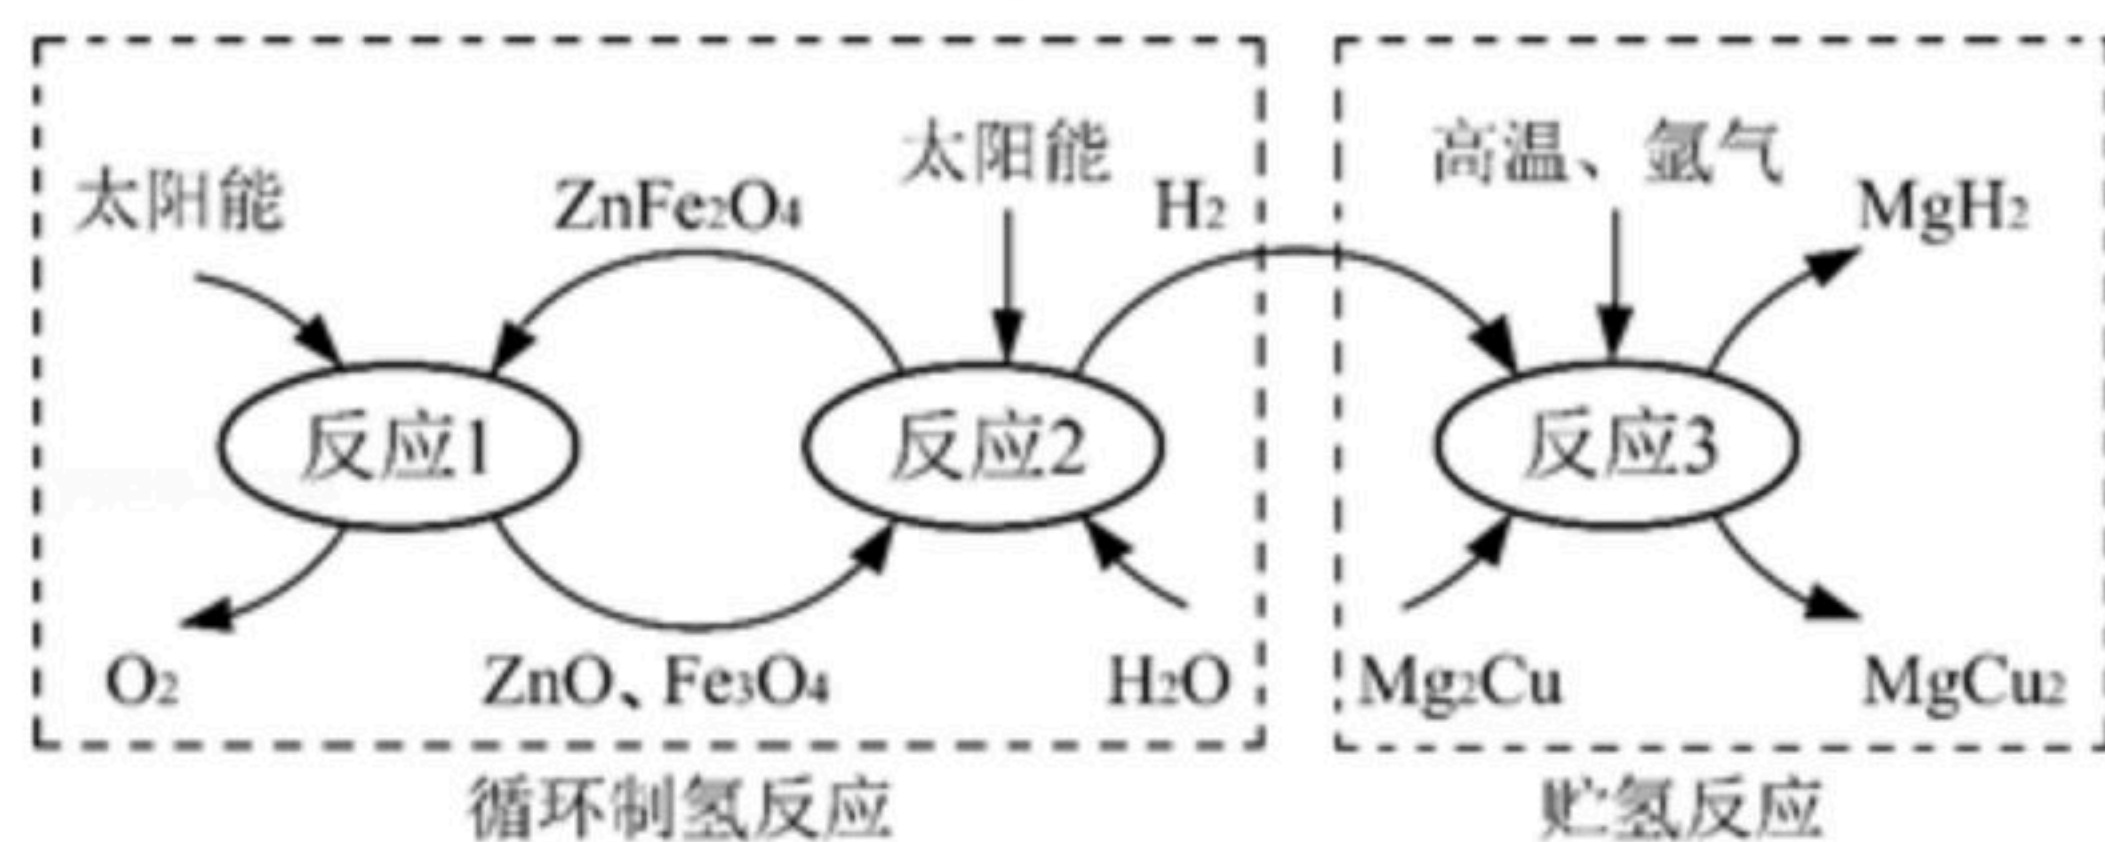 太阳能
ZnFe₂O₄
太阳能
H₂
高温、氩气
MgH₂
反应1
反应2
反应3
O₂
ZnO、Fe₃O₄
H₂O
Mg₂Cu
MgCu₂
循环制氢反应
贮氢反应